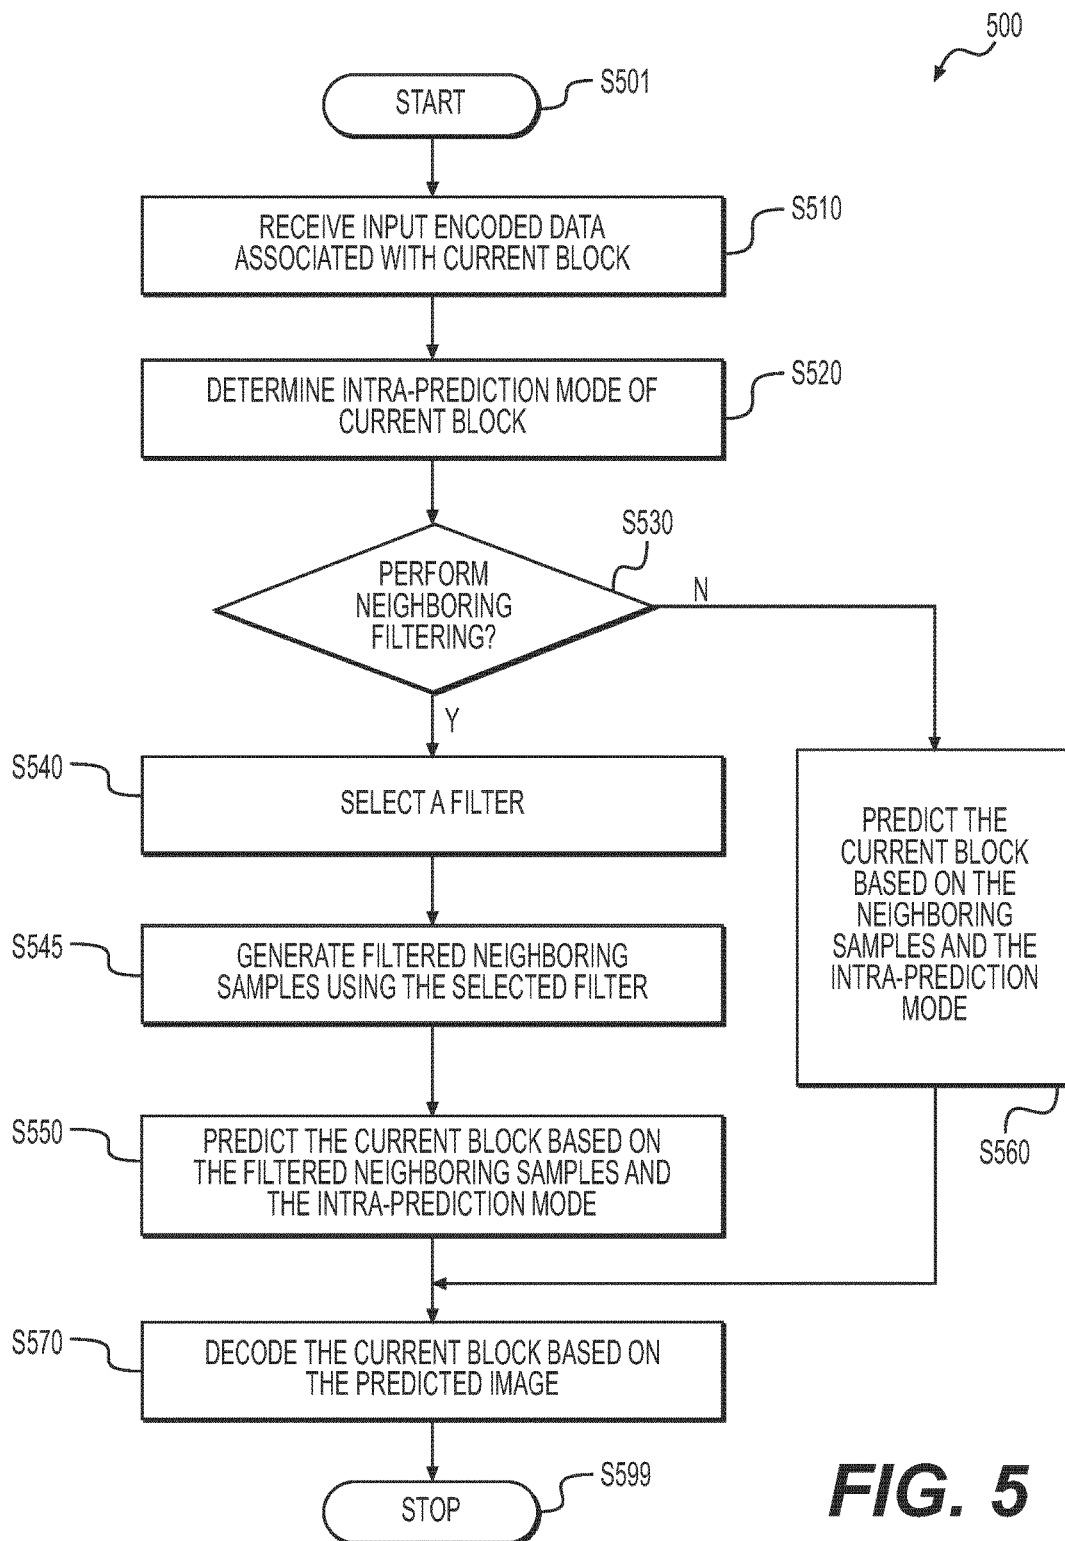 500
START
S501
RECEIVE INPUT ENCODED DATA
ASSOCIATED WITH CURRENT BLOCK
S510
DETERMINE INTRA-PREDICTION MODE OF
CURRENT BLOCK
S520
S530
PERFORM
NEIGHBORING
FILTERING?
N
Y
S540
SELECT A FILTER
PREDICT THE
CURRENT BLOCK
BASED ON THE
NEIGHBORING
SAMPLES AND THE
INTRA-PREDICTION
MODE
S560
S545
GENERATE FILTERED NEIGHBORING
SAMPLES USING THE SELECTED FILTER
S550
PREDICT THE CURRENT BLOCK BASED ON
THE FILTERED NEIGHBORING SAMPLES AND
THE INTRA-PREDICTION MODE
S570
DECODE THE CURRENT BLOCK BASED ON
THE PREDICTED IMAGE
STOP
S599
FIG. 5